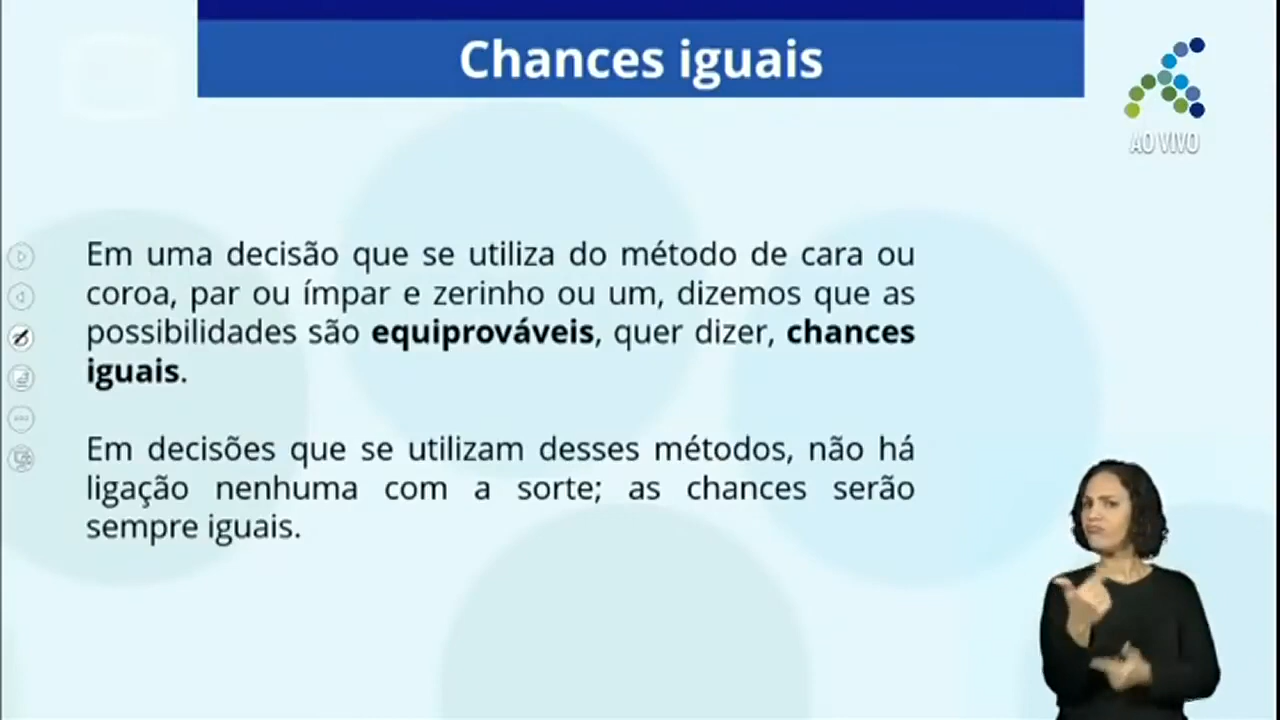 Chances iguais
AO VIVO
Em uma decisão que se utiliza do método de cara ou
coroa, par ou ímpar e zerinho ou um, dizemos que as
possibilidades são equiprováveis, quer dizer, chances
iguais.
Em decisões que se utilizam desses métodos, não há
ligação nenhuma com a sorte; as chances serão
sempre iguais.